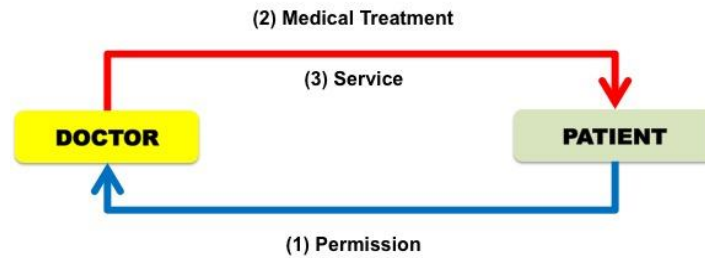 (2) Medical Treatment
(3) Service
DOCTOR
PATIENT
(1) Permission